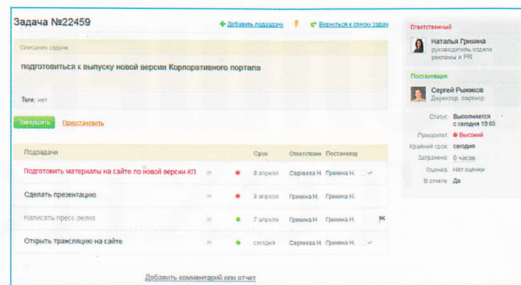 Задача №22459
Добавить подзадачу
Вернуться к списку задач
Описание задачи
подготовиться к выпуску новой версии Корпоративного портала
Теги: нет
Завершить Приостановить
Подзадачи Срок Ответственн Постановщ
Подготовить материалы на сайте по новой версии КП 8 апреля Сергеева Н. Гринина Н.
Сделать презентацию 8 апреля Гринина Н. Гринина Н.
Написать пресс-релиз 7 апреля Гринина Н. Гринина Н.
Открыть трансляцию на сайте сегодня Сергеева Н. Гринина Н.
Добавить комментарий или отчет
Ответственный
Наталья Гринина
руководитель отдела
рекламы и PR
Постановщик
Сергей Рыжиков
Директор, партнер
Статус: Выполняется
с сегодня
Приоритет: Высокий
Крайний срок: сегодня
Затрачено: 0 часов
Оценка: Нет оценки
В отчете: Да